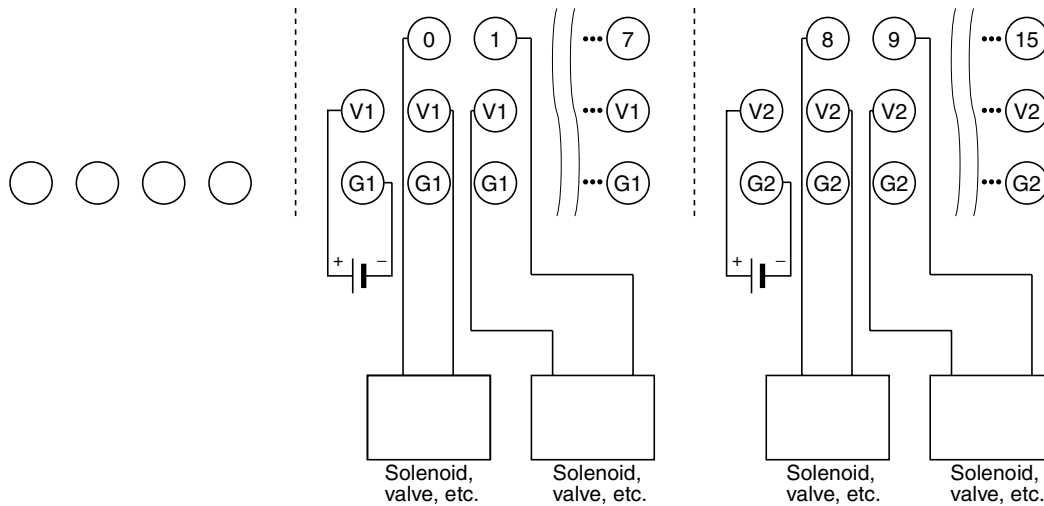 0 1 ••• 7 8 9 ••• 15
V1 V1 V1 ••• V1 V2 V2 V2 ••• V2
G1 G1 G1 ••• G1 G2 G2 G2 ••• G2
+ − + −
Solenoid, Solenoid, Solenoid, Solenoid,
valve, etc. valve, etc. valve, etc. valve, etc.